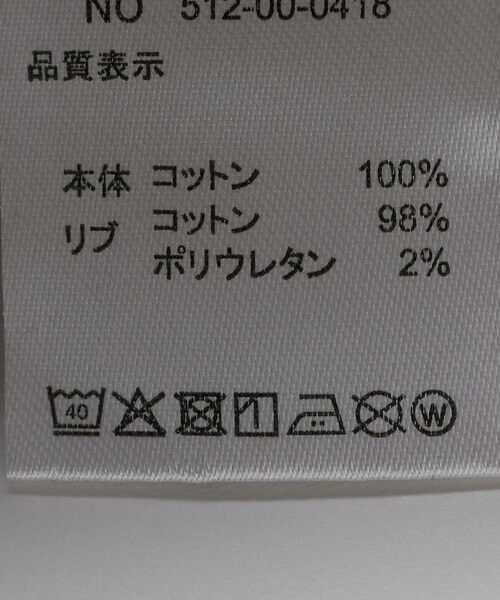 NO 512-00-0418
品質表示
本体 コットン 100%
リブ コットン 98%
ポリウレタン 2%
40 W